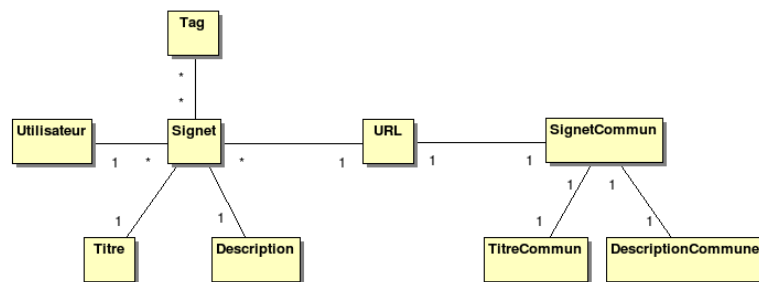 Tag
*
*
Utilisateur
Signet
URL
SignetCommun
1
*
*
1
1
1
1
1
1
1
1
1
Titre
Description
TitreCommun
DescriptionCommune